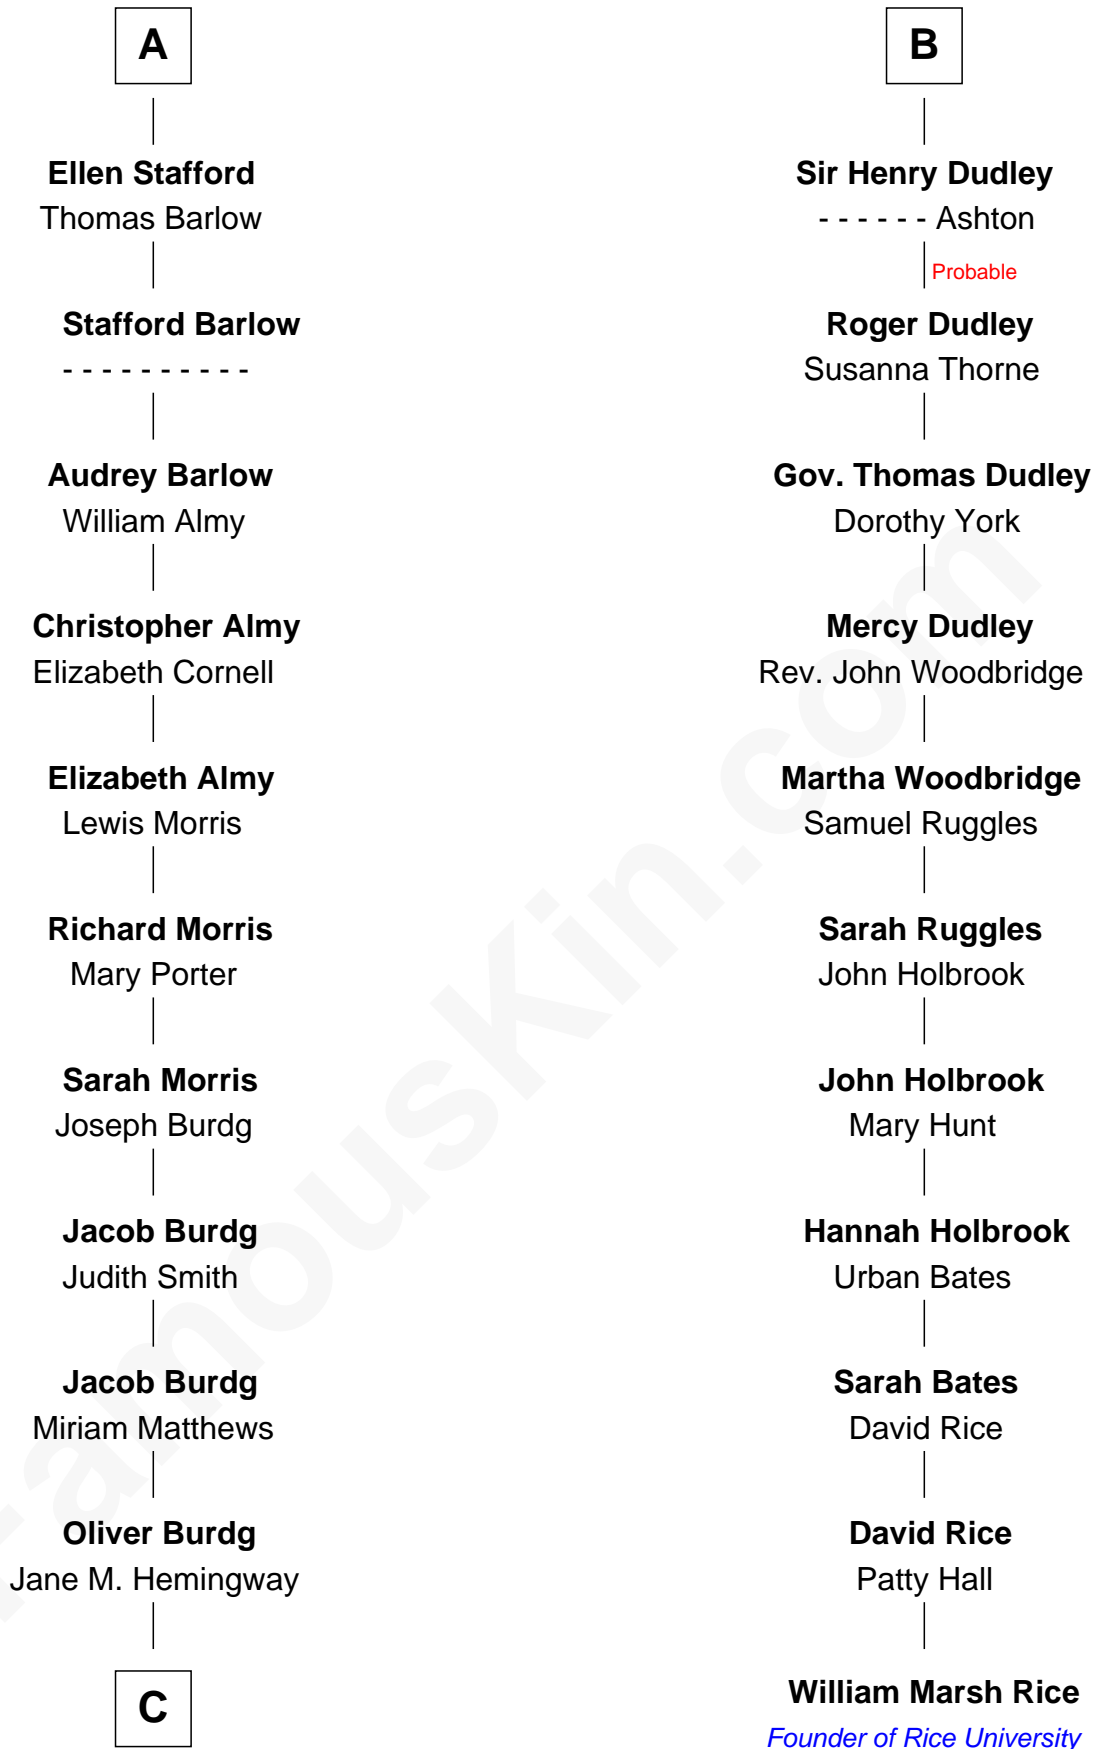 A
Ellen Stafford
Thomas Barlow
Stafford Barlow
- - - - - - - - - -
Audrey Barlow
William Almy
Christopher Almy
Elizabeth Cornell
Elizabeth Almy
Lewis Morris
Richard Morris
Mary Porter
Sarah Morris
Joseph Burdg
Jacob Burdg
Judith Smith
Jacob Burdg
Miriam Matthews
Oliver Burdg
Jane M. Hemingway
C
B
Sir Henry Dudley
- - - - - - Ashton
Probable
Roger Dudley
Susanna Thorne
Gov. Thomas Dudley
Dorothy York
Mercy Dudley
Rev. John Woodbridge
Martha Woodbridge
Samuel Ruggles
Sarah Ruggles
John Holbrook
John Holbrook
Mary Hunt
Hannah Holbrook
Urban Bates
Sarah Bates
David Rice
David Rice
Patty Hall
William Marsh Rice
Founder of Rice University
FamousKin.com